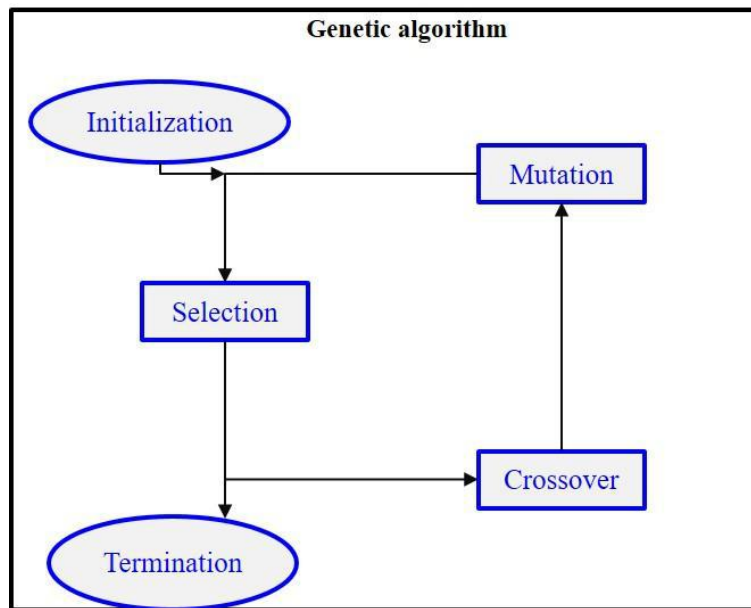 Genetic algorithm
Initialization
Mutation
Selection
Crossover
Termination